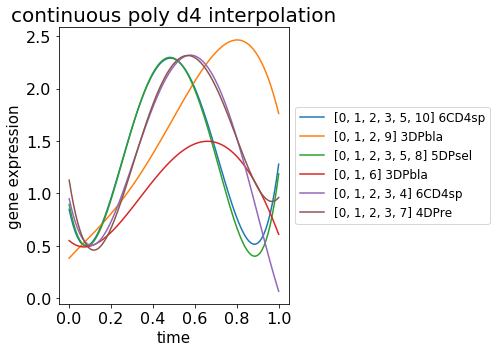 continuous poly d4 interpolation
gene expression
2.5
2.0
1.5
1.0
0.5
0.0
0.0 0.2 0.4 0.6 0.8 1.0
time
[0, 1, 2, 3, 5, 10] 6CD4sp
[0, 1, 2, 9] 3DPbla
[0, 1, 2, 3, 5, 8] 5DPsel
[0, 1, 6] 3DPbla
[0, 1, 2, 3, 4] 6CD4sp
[0, 1, 2, 3, 7] 4DPre